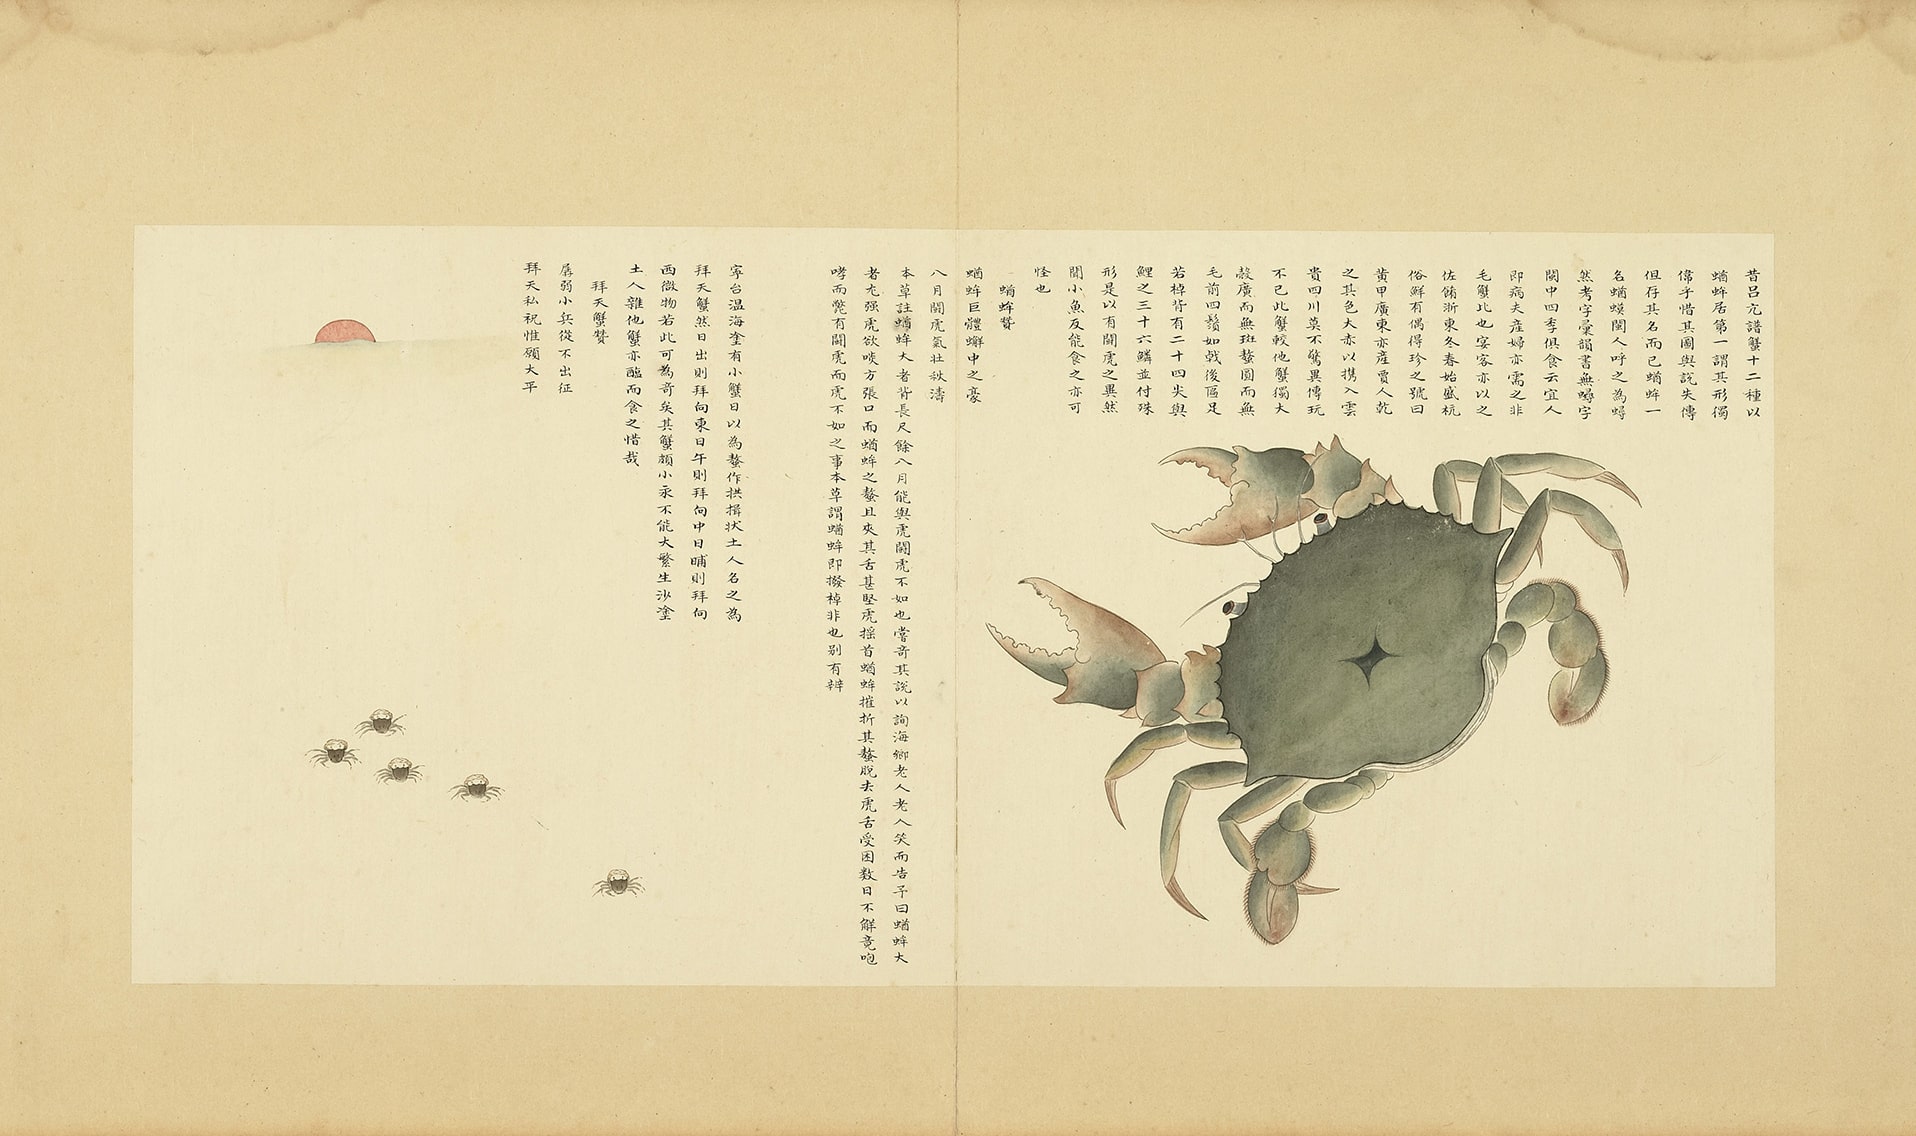 昔呂亢譜蟹十二種以
蝤蛑居第一謂其形獨
偉乎惜其圖與說失傳
但存其名而已蝤蛑一
名蝤蟆閩人呼之為蟳
然考字彙韻書無蟳字
閩中四季俱食云宜人
即病夫產婦亦需之非
毛蟹比也宴客亦以之
佐餚浙東冬春始盛杭
俗鮮有偶得珍之號曰
黃甲廣東亦產賈人乾
之其色大赤以携入雲
貴四川莫不驚異傳玩
不已此蟹較他蟹獨大
殼廣而無斑螯圓而無
毛前四鬚如戟後匾足
若棹背有二十四尖與
鯉之三十六鱗並付殊
形是以有鬪虎之異然
聞小魚反能食之亦可
怪也
蝤蛑贊
蝤蛑巨體蠏中之豪
八月鬪虎氣壯秋濤
本草註蝤蛑大者背長尺餘八月能與虎鬪虎不如也嘗奇其說以詢海鄉老人老人笑而告予曰蝤蛑大
者尤强虎欲啖方張口而蝤蛑之螯且夾其舌甚堅虎搖首蝤蛑摧折其螯脫去虎舌受困數日不解竟咆
哮而斃有鬪虎而虎不如之事本草謂蝤蛑即撥棹非也別有辨
寧台溫海塗有小蟹日以為螯作拱揖狀土人名之為
拜天蟹然日出則拜向東日午則拜向中日晡則拜向
西微物若此可為奇矣其蟹頗小永不能大繁生沙塗
土人雜他蟹亦醢而食之惜哉
拜天蟹贊
孱弱小兵從不出征
拜天私祝惟願太平